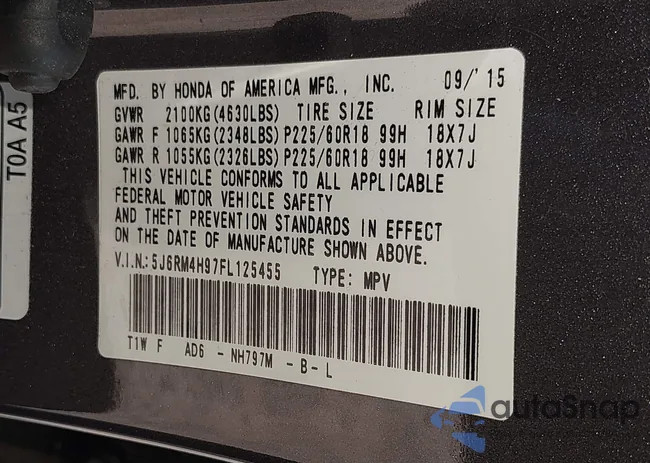 T0A A5
MFD. BY HONDA OF AMERICA MFG., INC. 09/'15
GVWR 2100KG(4630LBS) TIRE SIZE RIM SIZE
GAWR F 1065KG(2348LBS) P225/60R18 99H 18X7J
GAWR R 1055KG(2326LBS) P225/60R18 99H 18X7J
THIS VEHICLE CONFORMS TO ALL APPLICABLE
FEDERAL MOTOR VEHICLE SAFETY
AND THEFT PREVENTION STANDARDS IN EFFECT
ON THE DATE OF MANUFACTURE SHOWN ABOVE.
V.I.N.: 5J6RM4H97FL125455 TYPE: MPV
T1W F AD6 - NH797M - B - L
autoSnap